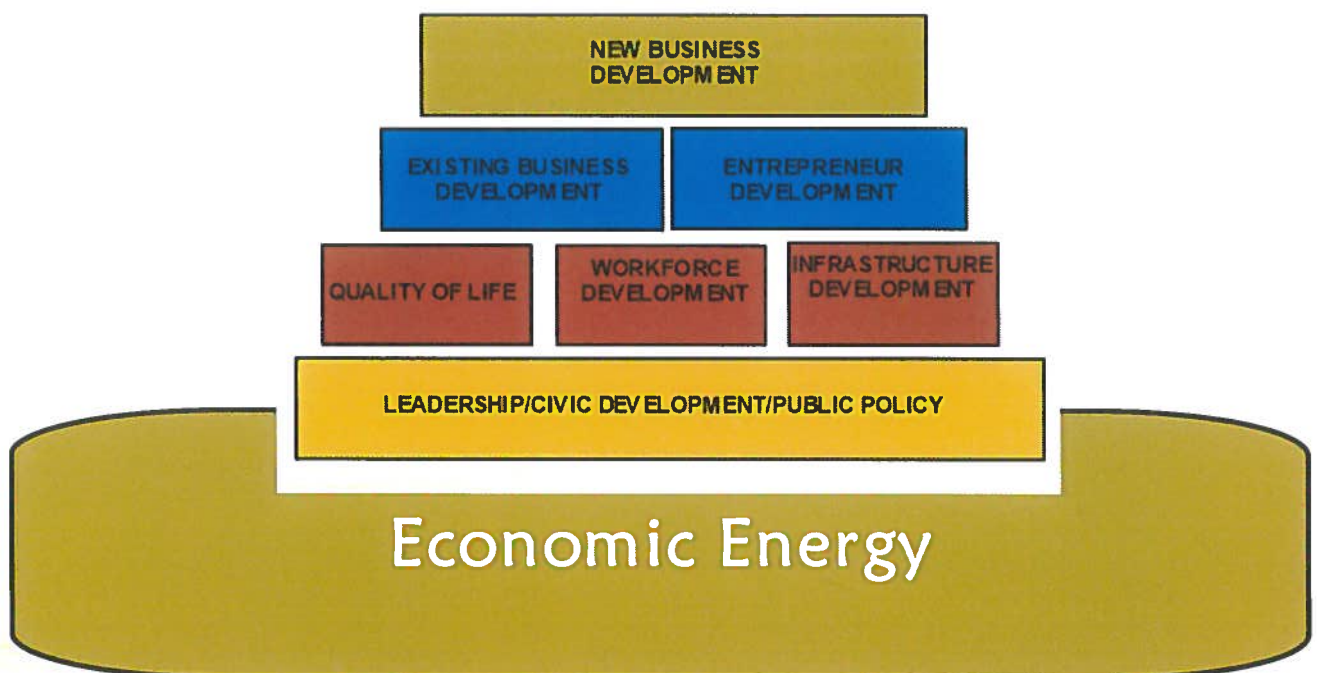 NEW BUSINESS
DEVELOPMENT
EXISTING BUSINESS
DEVELOPMENT
ENTREPRENEUR
DEVELOPMENT
QUALITY OF LIFE
WORKFORCE
DEVELOPMENT
INFRASTRUCTURE
DEVELOPMENT
LEADERSHIP/CIVIC DEVELOPMENT/PUBLIC POLICY
Economic Energy